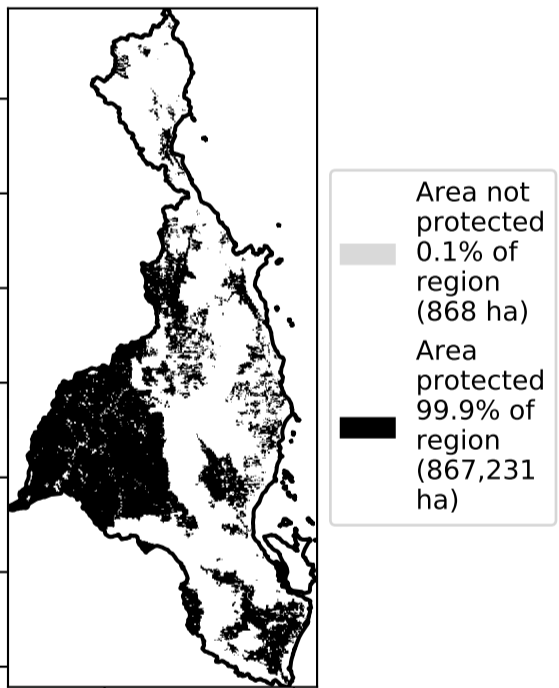 Area not
protected
0.1% of
region
(868 ha)
Area
protected
99.9% of
region
(867,231
ha)